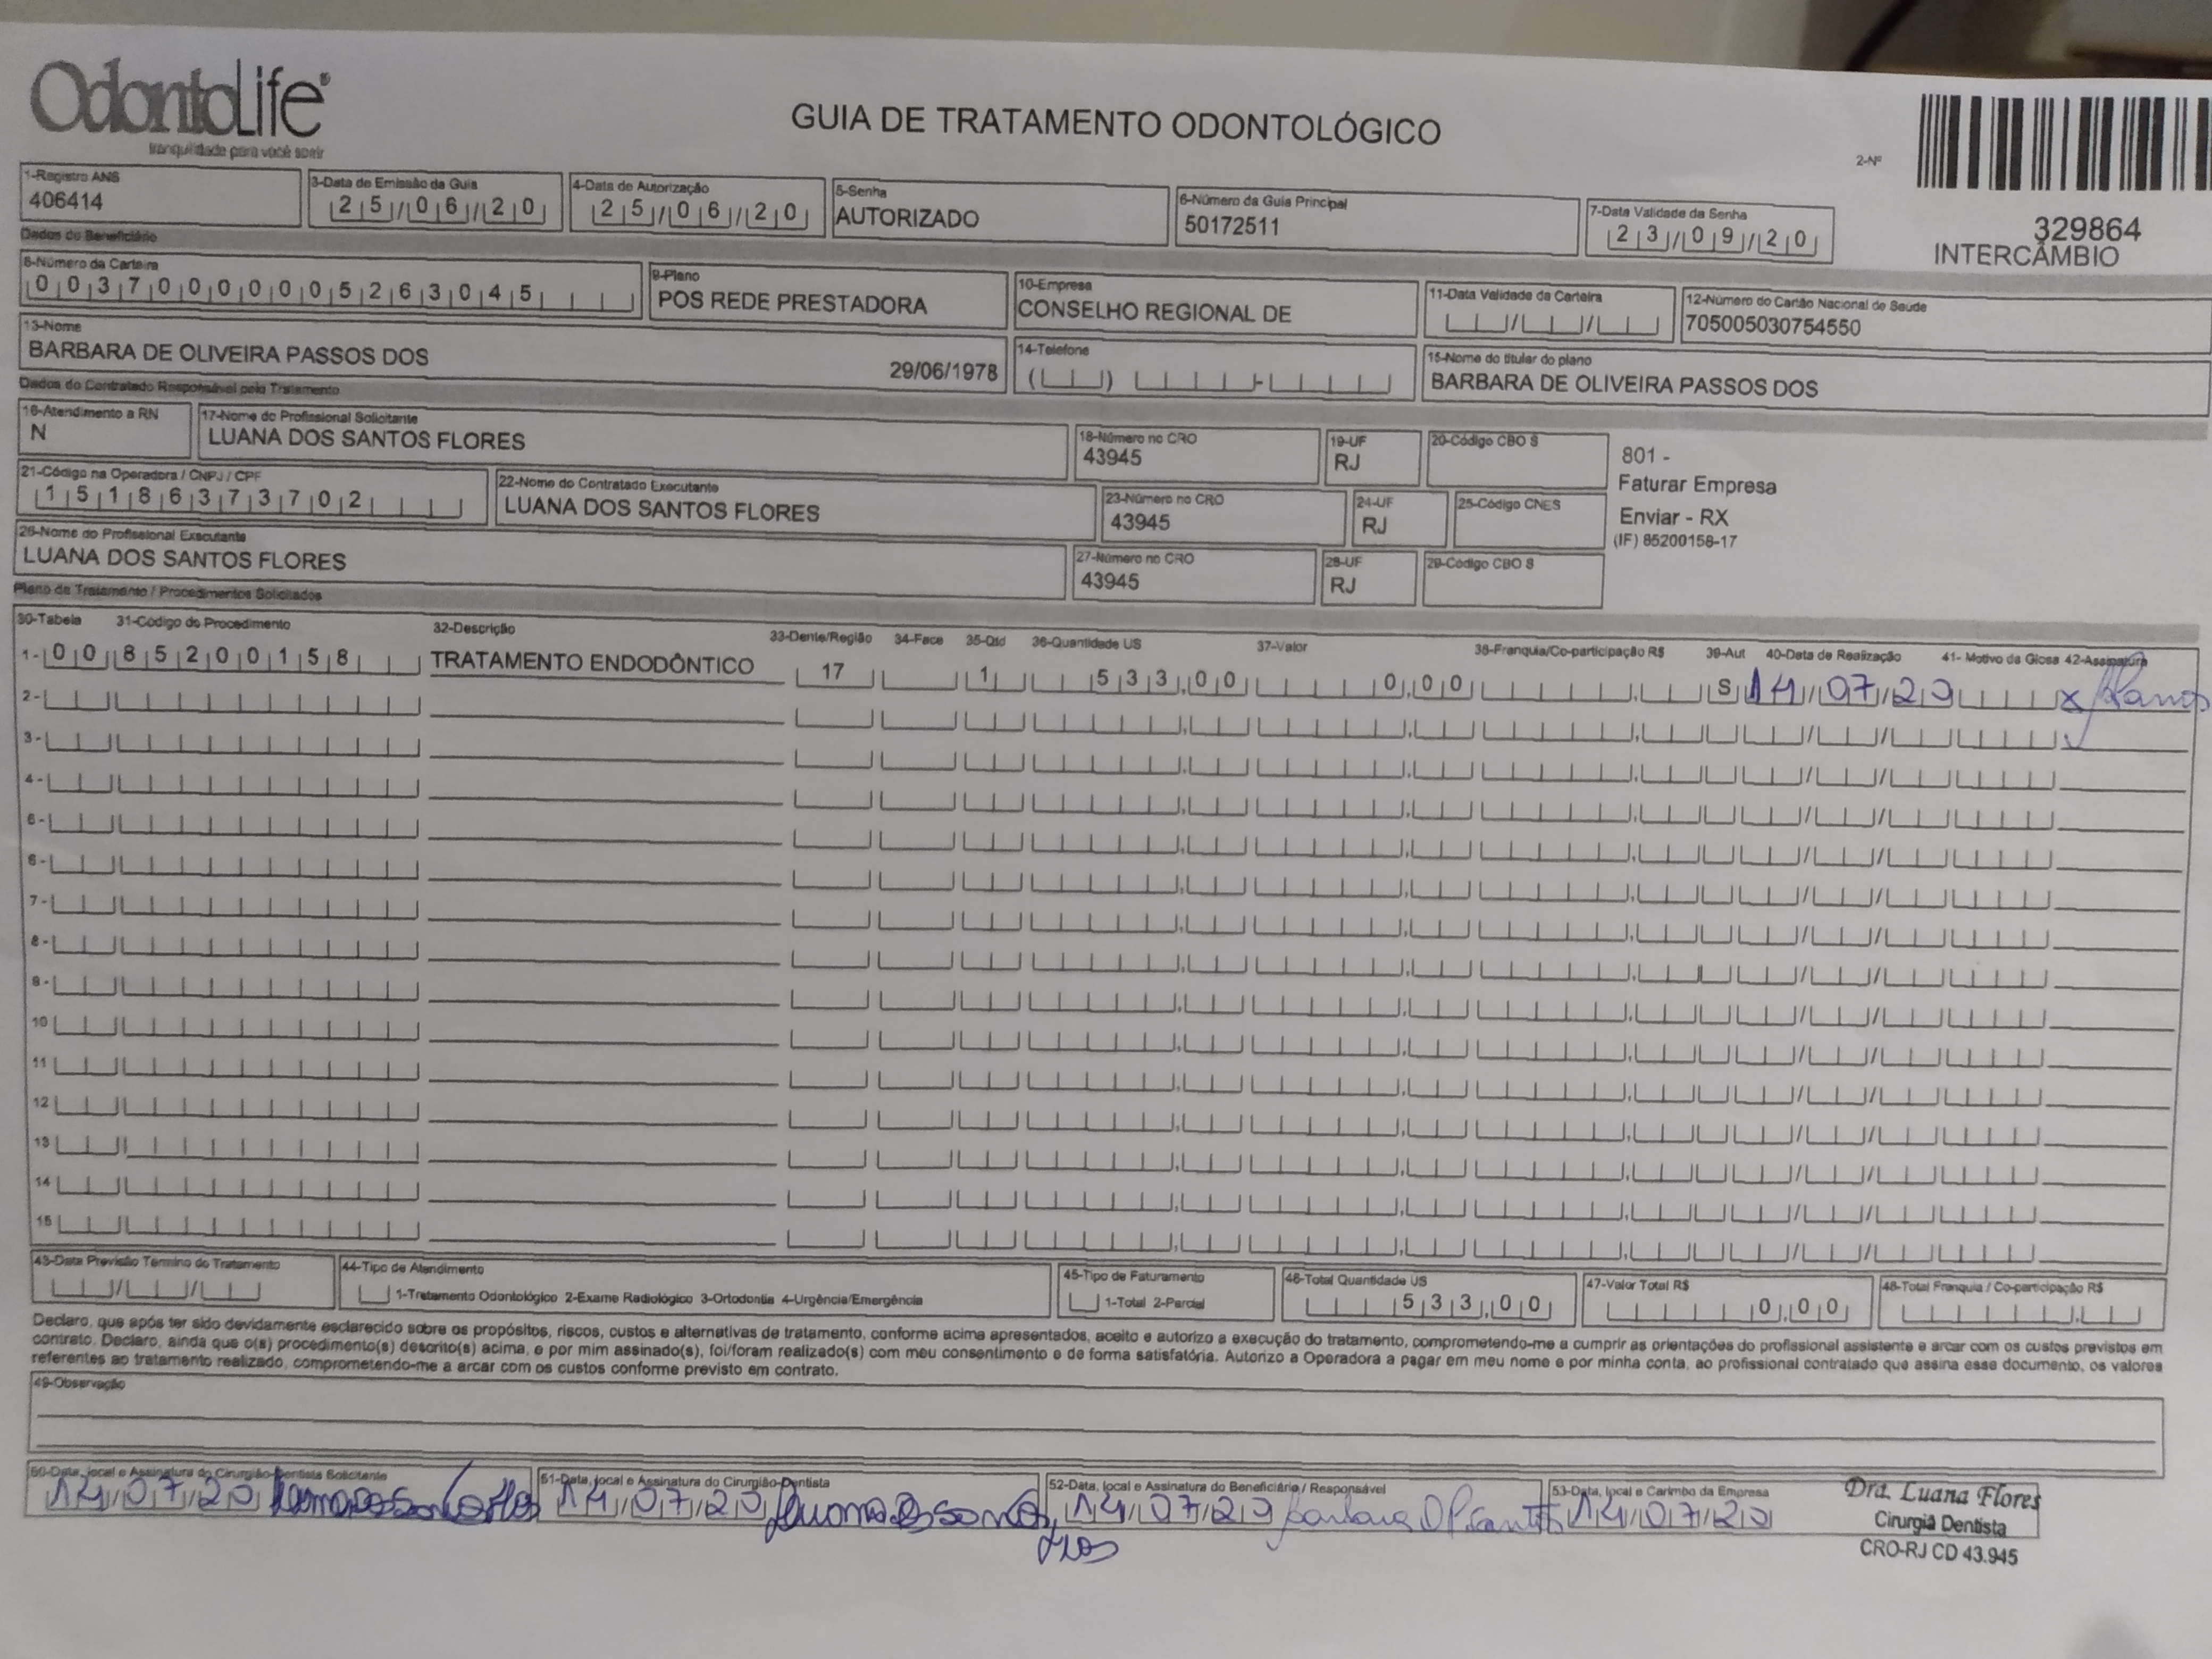 OdontoLife®
tranquilidade para você sorrir
GUIA DE TRATAMENTO ODONTOLÓGICO
2-Nº
329864
INTERCÂMBIO
1-Registro ANS
406414
3-Data de Emissão da Guia
25/06/20
4-Data de Autorização
25/06/20
5-Senha
AUTORIZADO
6-Número da Guia Principal
50172511
7-Data Validade da Senha
23/09/20
Dados do Beneficiário
8-Número da Carteira
00370000005263045
9-Plano
POS REDE PRESTADORA
10-Empresa
CONSELHO REGIONAL DE
11-Data Validade da Carteira
12-Número do Cartão Nacional de Saude
705005030754550
13-Nome
BARBARA DE OLIVEIRA PASSOS DOS
29/06/1978
14-Telefone
15-Nome do titular do plano
BARBARA DE OLIVEIRA PASSOS DOS
Dados do Contratado Responsável pelo Tratamento
16-Atendimento a RN
N
17-Nome do Profissional Solicitante
LUANA DOS SANTOS FLORES
18-Número no CRO
43945
19-UF
RJ
20-Código CBO S
801 -
Faturar Empresa
Enviar - RX
(IF) 85200158-17
21-Código na Operadora / CNPJ / CPF
15186373702
22-Nome do Contratado Executante
LUANA DOS SANTOS FLORES
23-Número no CRO
43945
24-UF
RJ
25-Código CNES
26-Nome do Profissional Executante
LUANA DOS SANTOS FLORES
27-Número no CRO
43945
28-UF
RJ
29-Código CBO S
Plano de Tratamento / Procedimentos Solicitados
30-Tabela 31-Código do Procedimento 32-Descrição 33-Dente/Região 34-Face 35-Qtd 36-Quantidade US 37-Valor 38-Franquia/Co-participação R$ 39-Aut 40-Data de Realização 41- Motivo da Glosa 42-Assinatura
1- 00 85200158 TRATAMENTO ENDODÔNTICO 17 1 533,00 0,00 S 14/07/20 x
2-
3-
4-
5-
6-
7-
8-
9-
10
11
12
13
14
15
43-Data Previsão Término do Tratamento
44-Tipo de Atendimento
1-Tratamento Odontológico 2-Exame Radiológico 3-Ortodontia 4-Urgência/Emergência
45-Tipo de Faturamento
1-Total 2-Parcial
46-Total Quantidade US
533,00
47-Valor Total R$
0,00
48-Total Franquia / Co-participação R$
Declaro, que após ter sido devidamente esclarecido sobre os propósitos, riscos, custos e alternativas de tratamento, conforme acima apresentados, aceito e autorizo a execução do tratamento, comprometendo-me a cumprir as orientações do profissional assistente e arcar com os custos previstos em
contrato. Declaro, ainda que o(s) procedimento(s) descrito(s) acima, e por mim assinado(s), foi/foram realizado(s) com meu consentimento e de forma satisfatória. Autorizo a Operadora a pagar em meu nome e por minha conta, ao profissional contratado que assina esse documento, os valores
referentes ao tratamento realizado, comprometendo-me a arcar com os custos conforme previsto em contrato.
49-Observação
50-Data, local e Assinatura do Cirurgião-Dentista Solicitante
14/07/20
51-Data, local e Assinatura do Cirurgião-Dentista
14/07/20
52-Data, local e Assinatura do Beneficiário / Responsável
14/07/20
53-Data, local e Carimbo da Empresa
14/07/20
Dra. Luana Flores
Cirurgiã Dentista
CRO-RJ CD 43.945